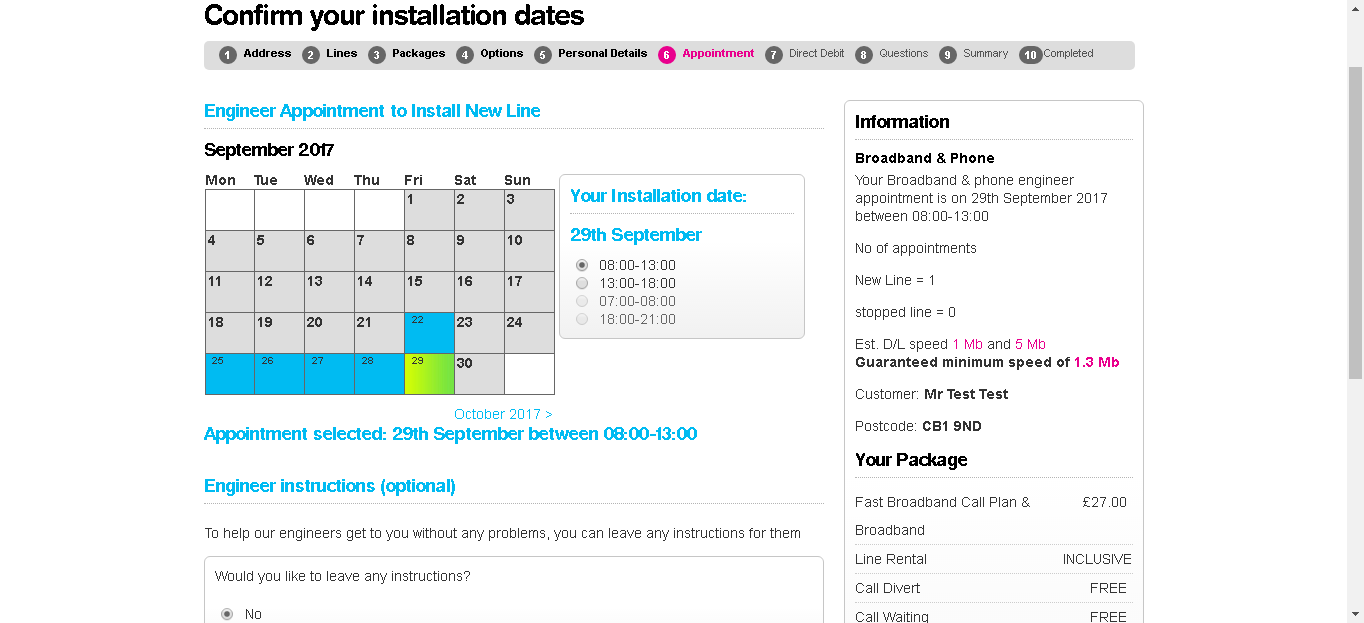 Confirm your installation dates
1 Address 2 Lines 3 Packages 4 Options 5 Personal Details 6 Appointment 7 Direct Debit 8 Questions 9 Summary 10 Completed
Engineer Appointment to Install New Line
September 2017
Mon Tue Wed Thu Fri Sat Sun
1 2 3
4 5 6 7 8 9 10
11 12 13 14 15 16 17
18 19 20 21 22 23 24
25 26 27 28 29 30
October 2017 >
Your Installation date:
29th September
08:00-13:00
13:00-18:00
07:00-08:00
18:00-21:00
Appointment selected: 29th September between 08:00-13:00
Engineer instructions (optional)
To help our engineers get to you without any problems, you can leave any instructions for them
Would you like to leave any instructions?
No
Information
Broadband & Phone
Your Broadband & phone engineer
appointment is on 29th September 2017
between 08:00-13:00
No of appointments
New Line = 1
stopped line = 0
Est. D/L speed 1 Mb and 5 Mb
Guaranteed minimum speed of 1.3 Mb
Customer: Mr Test Test
Postcode: CB1 9ND
Your Package
Fast Broadband Call Plan & £27.00
Broadband
Line Rental INCLUSIVE
Call Divert FREE
Call Waiting FREE